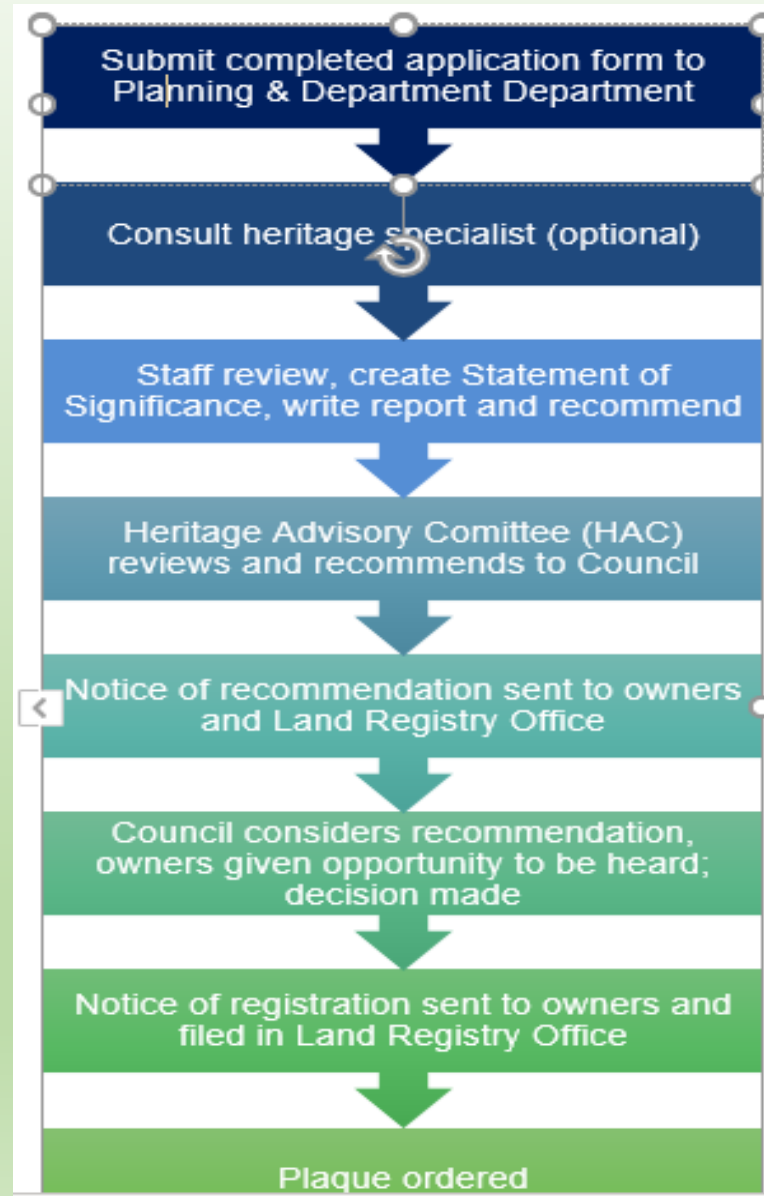 Submit completed application form to
Planning & Department Department
Consult heritage specialist (optional)
Staff review, create Statement of
Significance, write report and recommend
Heritage Advisory Comittee (HAC)
reviews and recommends to Council
Notice of recommendation sent to owners
and Land Registry Office
Council considers recommendation,
owners given opportunity to be heard;
decision made
Notice of registration sent to owners and
filed in Land Registry Office
Plaque ordered